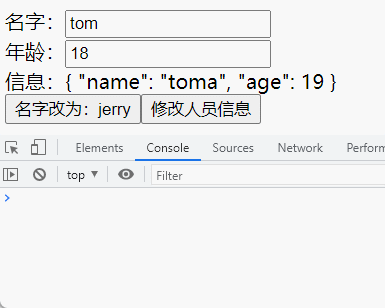 名字：tom
年龄：18
信息：{ "name": "toma", "age": 19 }
名字改为：jerry 修改人员信息
Elements Console Sources Network Perform
top ▼ Filter
>